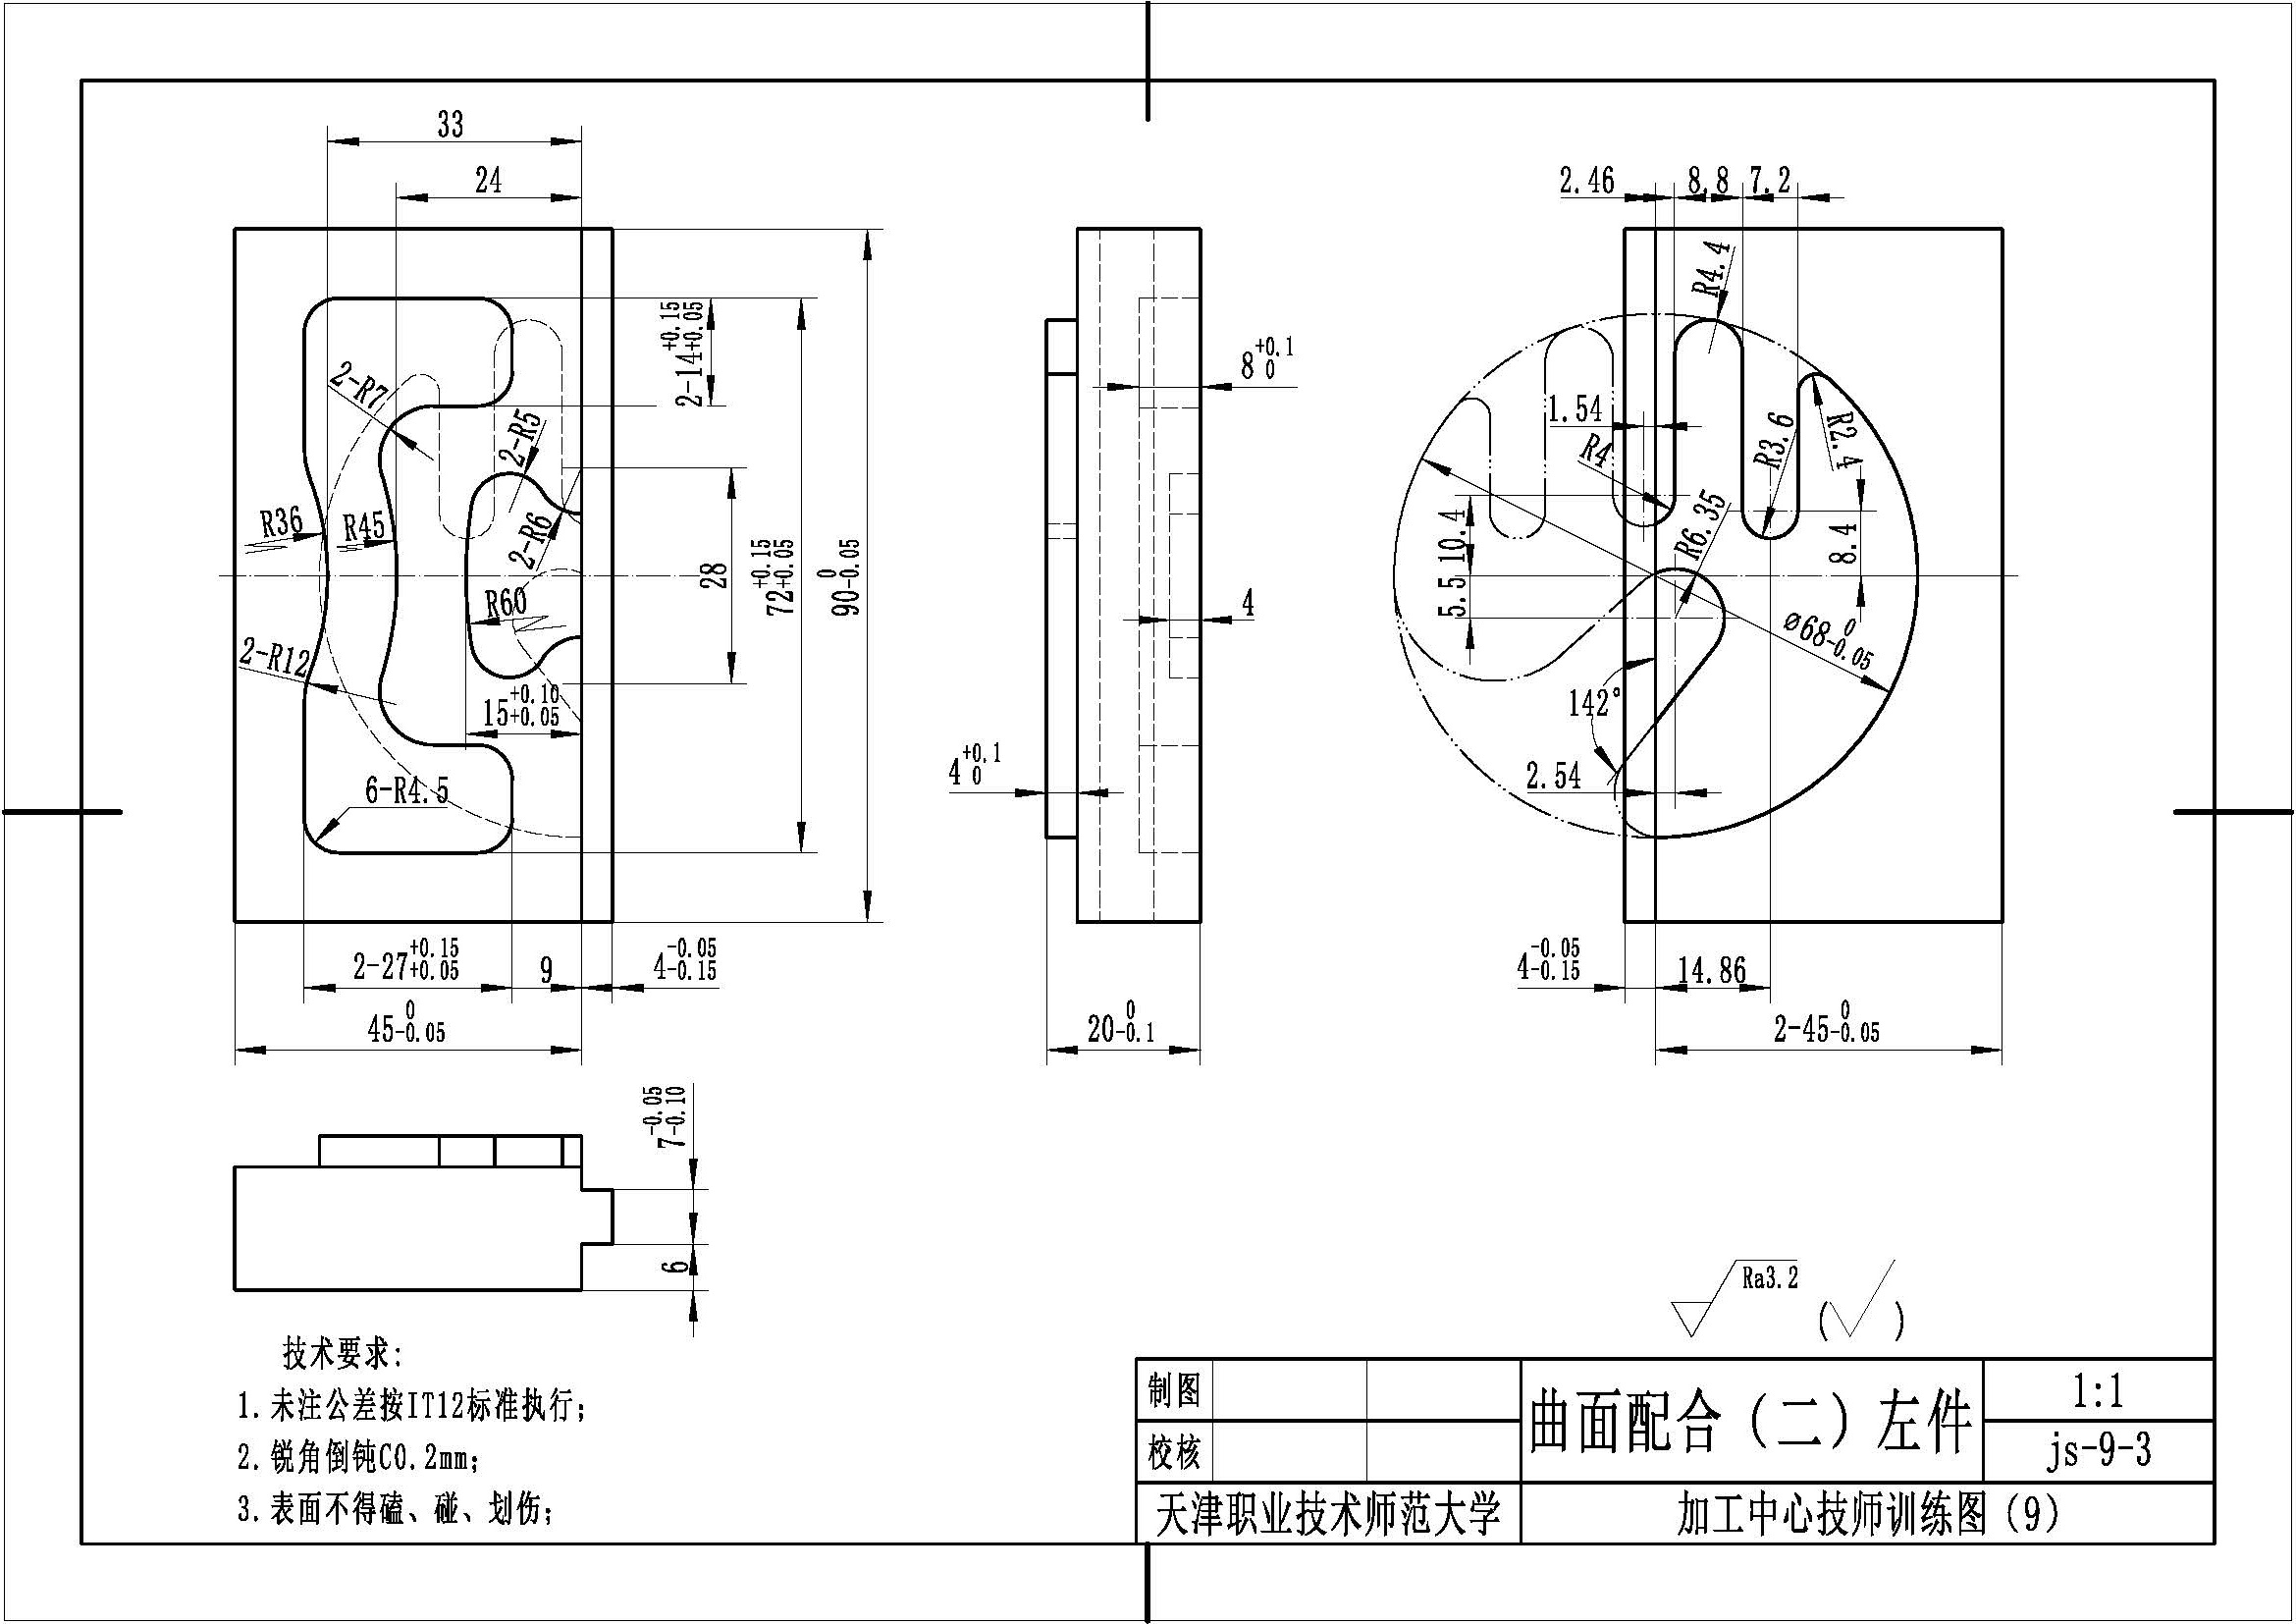 33
24
2-14+0.15+0.05
2-R7
2-R5
R36
R45
2-R6
R60
28
72+0.15+0.05
90 0-0.05
2-R12
15+0.10+0.05
6-R4.5
2-27+0.15+0.05
9
4-0.05-0.15
45 0-0.05
8+0.1 0
4
4+0.1 0
20 0-0.1
2.46
8.8
7.2
R4.4
1.54
R4
R3.6
R2.4
R6.35
10.4
5.5
8.4
ø68 0-0.05
142°
2.54
4-0.05-0.15
14.86
2-45 0-0.05
7-0.05-0.10
6
技术要求:
1.未注公差按IT12标准执行;
2.锐角倒钝C0.2mm;
3.表面不得磕、碰、划伤;
Ra3.2
( )
制图
校核
曲面配合(二)左件
1:1
js-9-3
天津职业技术师范大学
加工中心技师训练图(9)